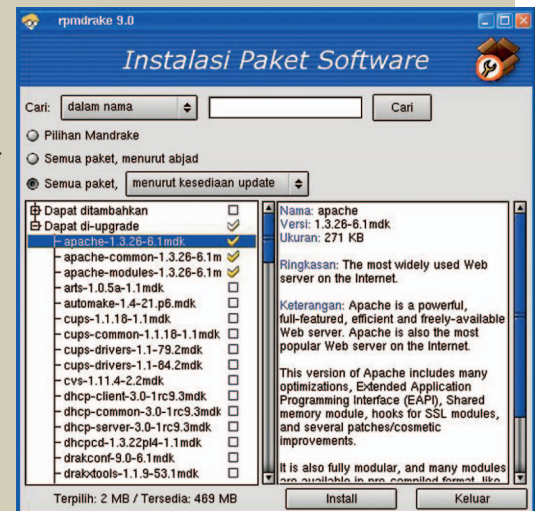 rpmdrake 9.0
Instalasi Paket Software
Cari: dalam nama Cari
Pilihan Mandrake
Semua paket, menurut abjad
Semua paket, menurut kesediaan update
Dapat ditambahkan
Dapat di-upgrade
apache-1.3.26-6.1mdk
apache-common-1.3.26-6.1m
apache-modules-1.3.26-6.1m
arts-1.0.5a-1.1mdk
automake-1.4-21.p6.mdk
cups-1.1.18-1.1mdk
cups-common-1.1.18-1.1mdk
cups-drivers-1.1-79.2mdk
cups-drivers-1.1-84.2mdk
cvs-1.11.4-2.2mdk
dhcp-client-3.0-1rc9.3mdk
dhcp-common-3.0-1rc9.3mdk
dhcp-server-3.0-1rc9.3mdk
dhcpcd-1.3.22pl4-1.1mdk
drakconf-9.0-6.1mdk
drakxtools-1.1.9-53.1mdk
Nama: apache
Versi: 1.3.26-6.1mdk
Ukuran: 271 KB
Ringkasan: The most widely used Web
server on the Internet.
Keterangan: Apache is a powerful,
full-featured, efficient and freely-available
Web server. Apache is also the most
popular Web server on the Internet.
This version of Apache includes many
optimizations, Extended Application
Programming Interface (EAPI), Shared
memory module, hooks for SSL modules,
and several patches/cosmetic
improvements.
It is also fully modular, and many modules
are available in pre-compiled format, like
Terpilih: 2 MB / Tersedia: 469 MB
Install
Keluar